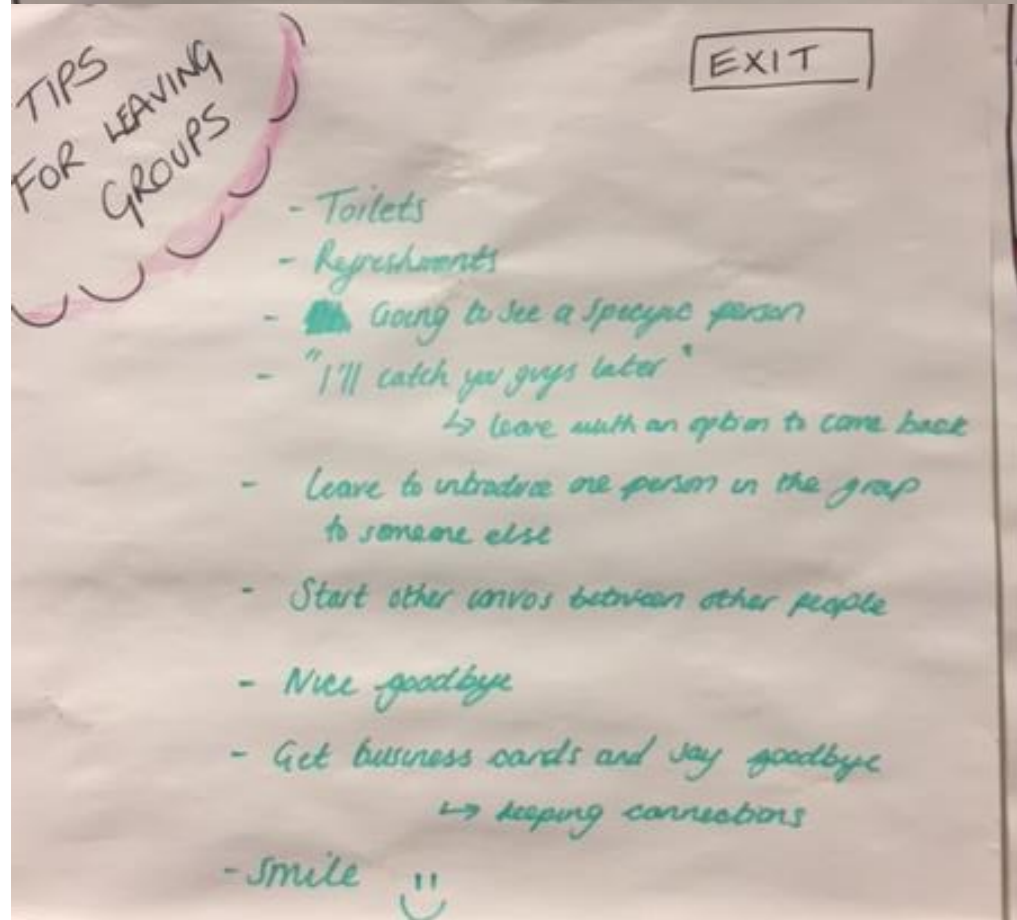 TIPS
FOR LEAVING
GROUPS
EXIT
- Toilets
- Refreshments
- Going to see a specific person
- "I'll catch you guys later"
↳ leave with an option to come back
- Leave to introduce one person in the group
to someone else
- Start other convos between other people
- Nice goodbye
- Get business cards and say goodbye
↳ keeping connections
- Smile